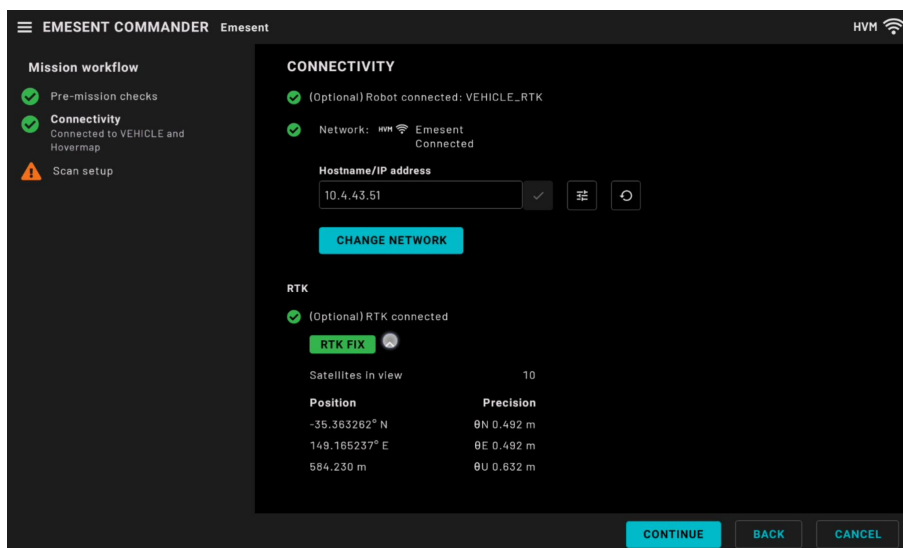 EMESENT COMMANDER Emesent
HVM
Mission workflow
Pre-mission checks
Connectivity
Connected to VEHICLE and
Hovermap
Scan setup
CONNECTIVITY
(Optional) Robot connected: VEHICLE_RTK
Network: HVM Emesent
Connected
Hostname/IP address
10.4.43.51
CHANGE NETWORK
RTK
(Optional) RTK connected
RTK FIX
Satellites in view 10
Position Precision
-35.363262° N θN 0.492 m
149.165237° E θE 0.492 m
584.230 m θU 0.632 m
CONTINUE BACK CANCEL